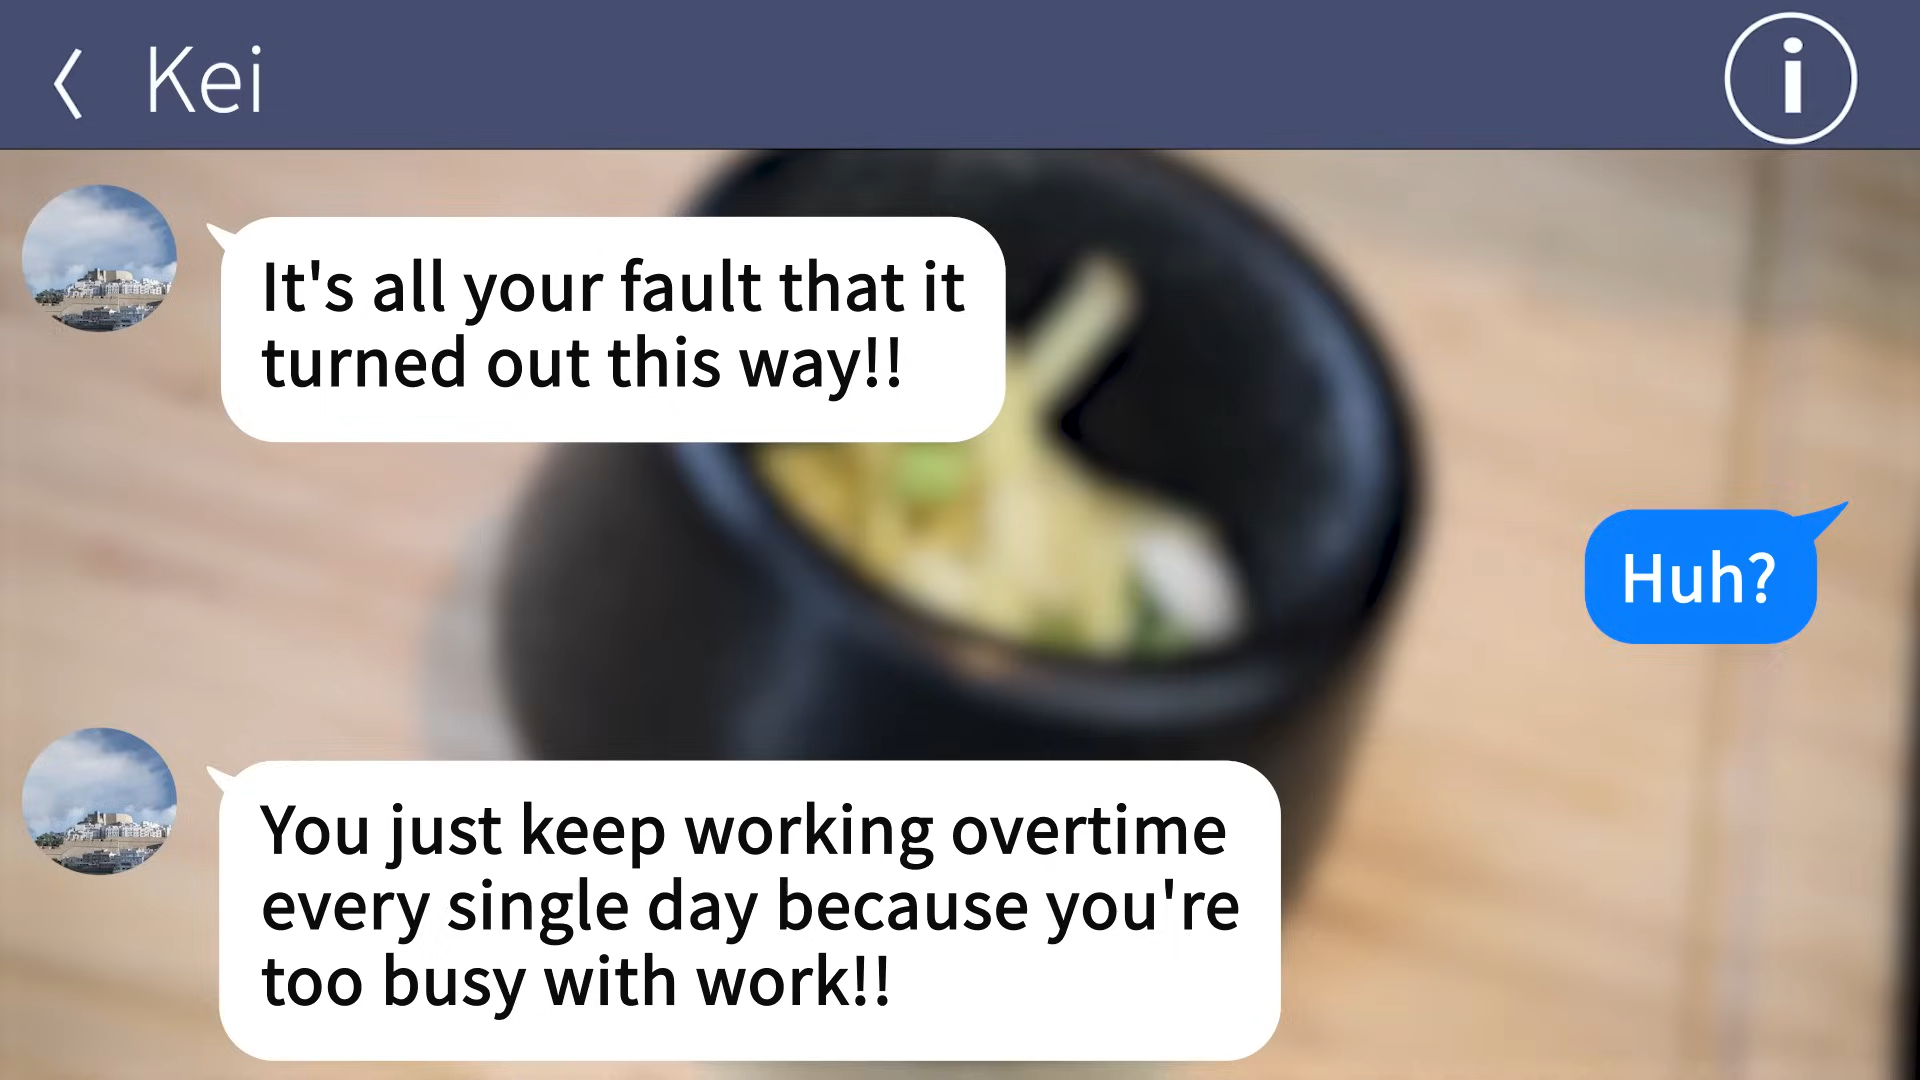 Kei
It's all your fault that it
turned out this way!!
Huh?
You just keep working overtime
every single day because you're
too busy with work!!